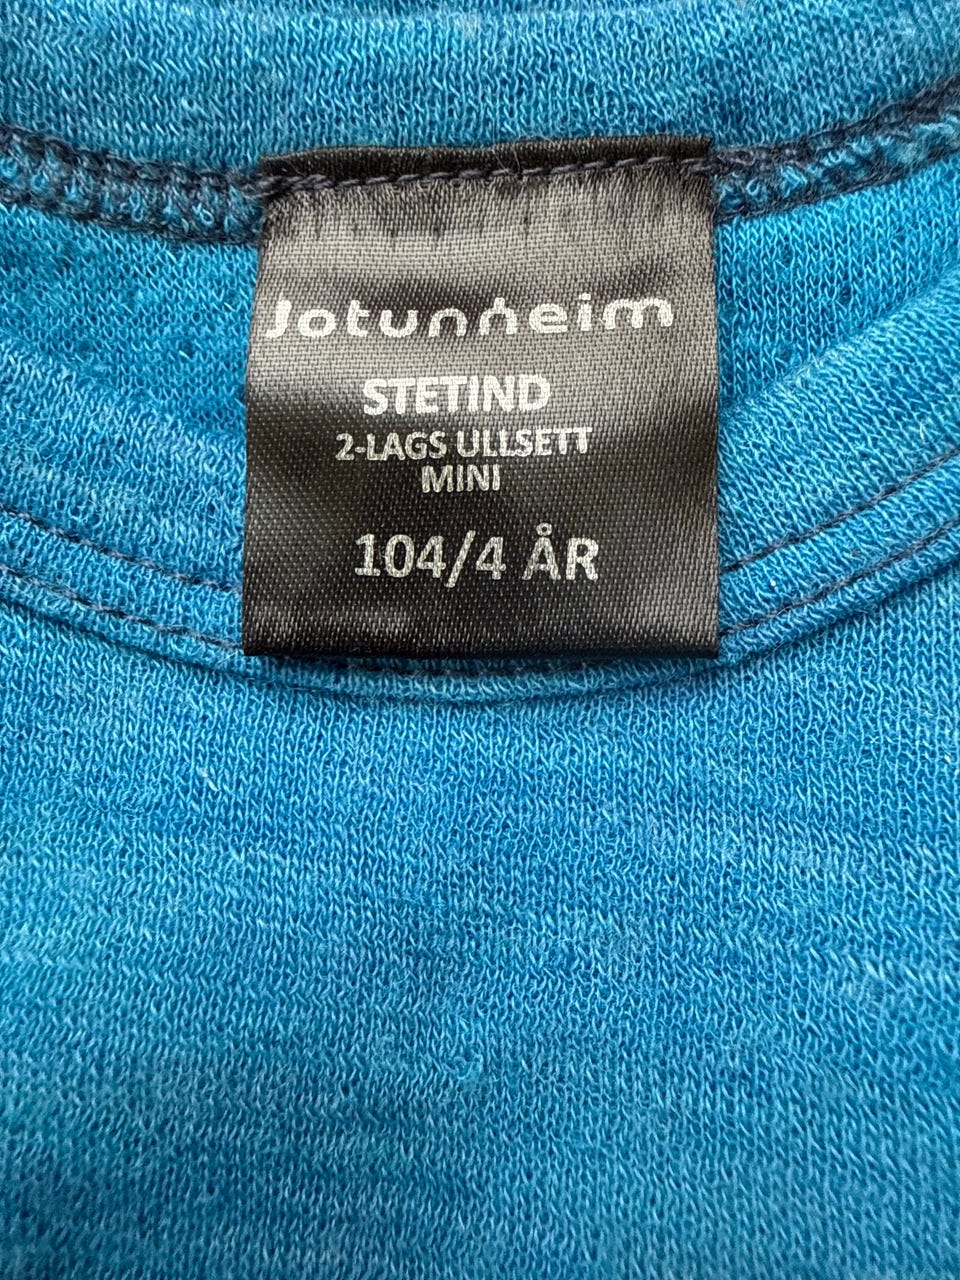 Jotunheim
STETIND
2-LAGS ULLSETT
MINI
104/4 ÅR